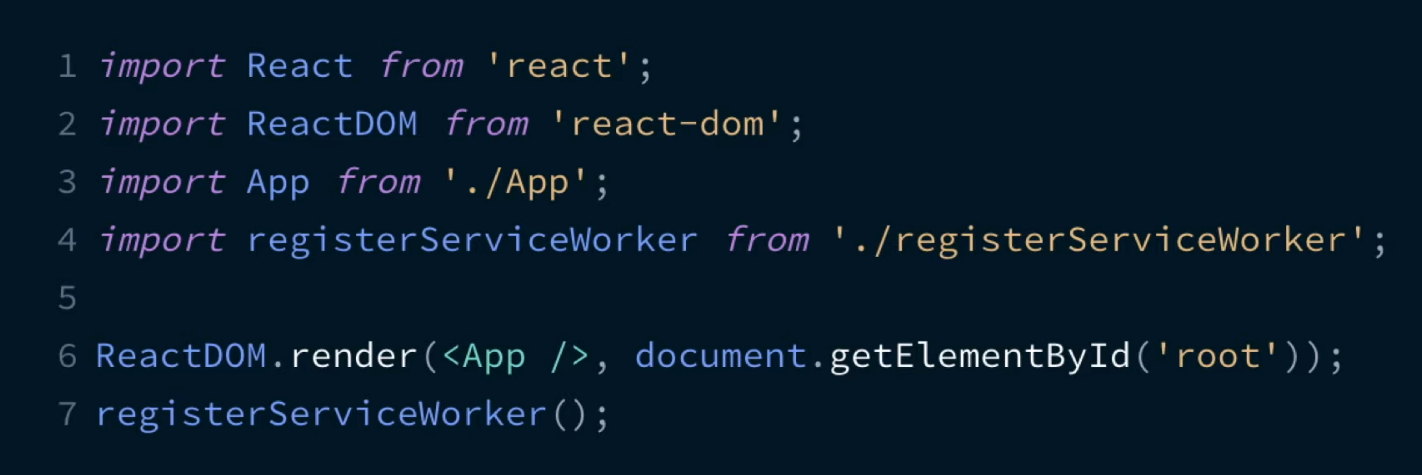 1 import React from 'react';
2 import ReactDOM from 'react-dom';
3 import App from './App';
4 import registerServiceWorker from './registerServiceWorker';
5
6 ReactDOM.render(<App />, document.getElementById('root'));
7 registerServiceWorker();